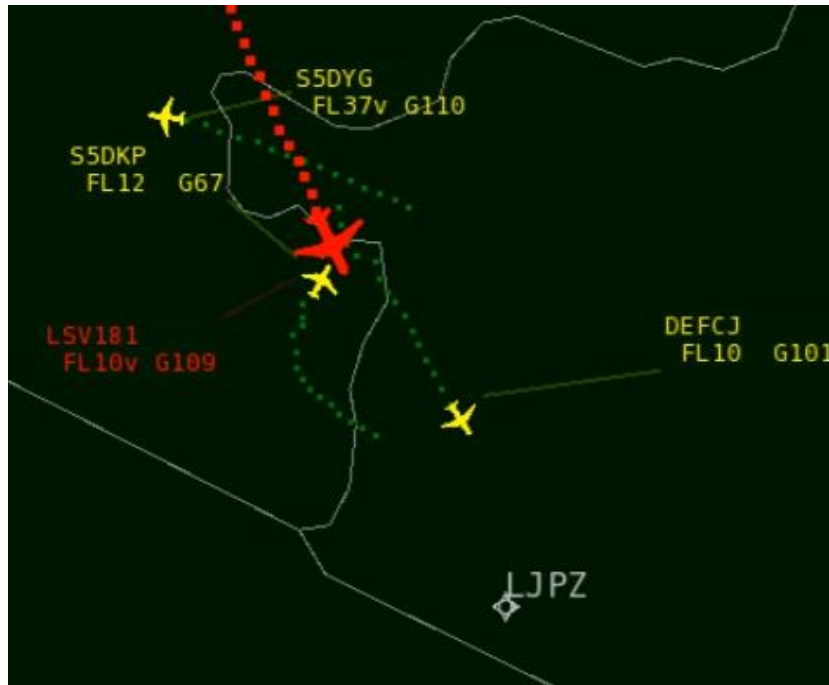 S5DYG
FL37v G110
S5DKP
FL12 G67
LSV181
FL10v G109
DEFCJ
FL10 G101
LJPZ